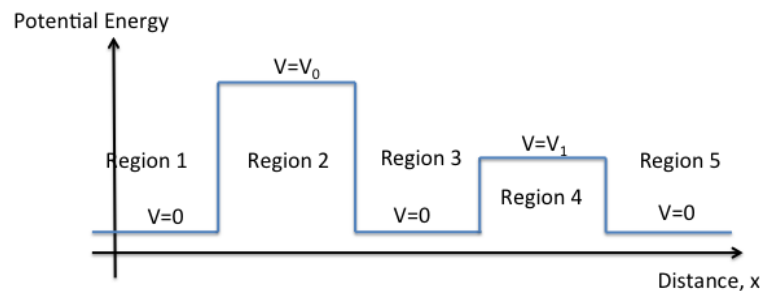 Potential Energy
V=V₀
Region 1
Region 2
Region 3
V=V₁
Region 5
Region 4
V=0
V=0
V=0
Distance, x